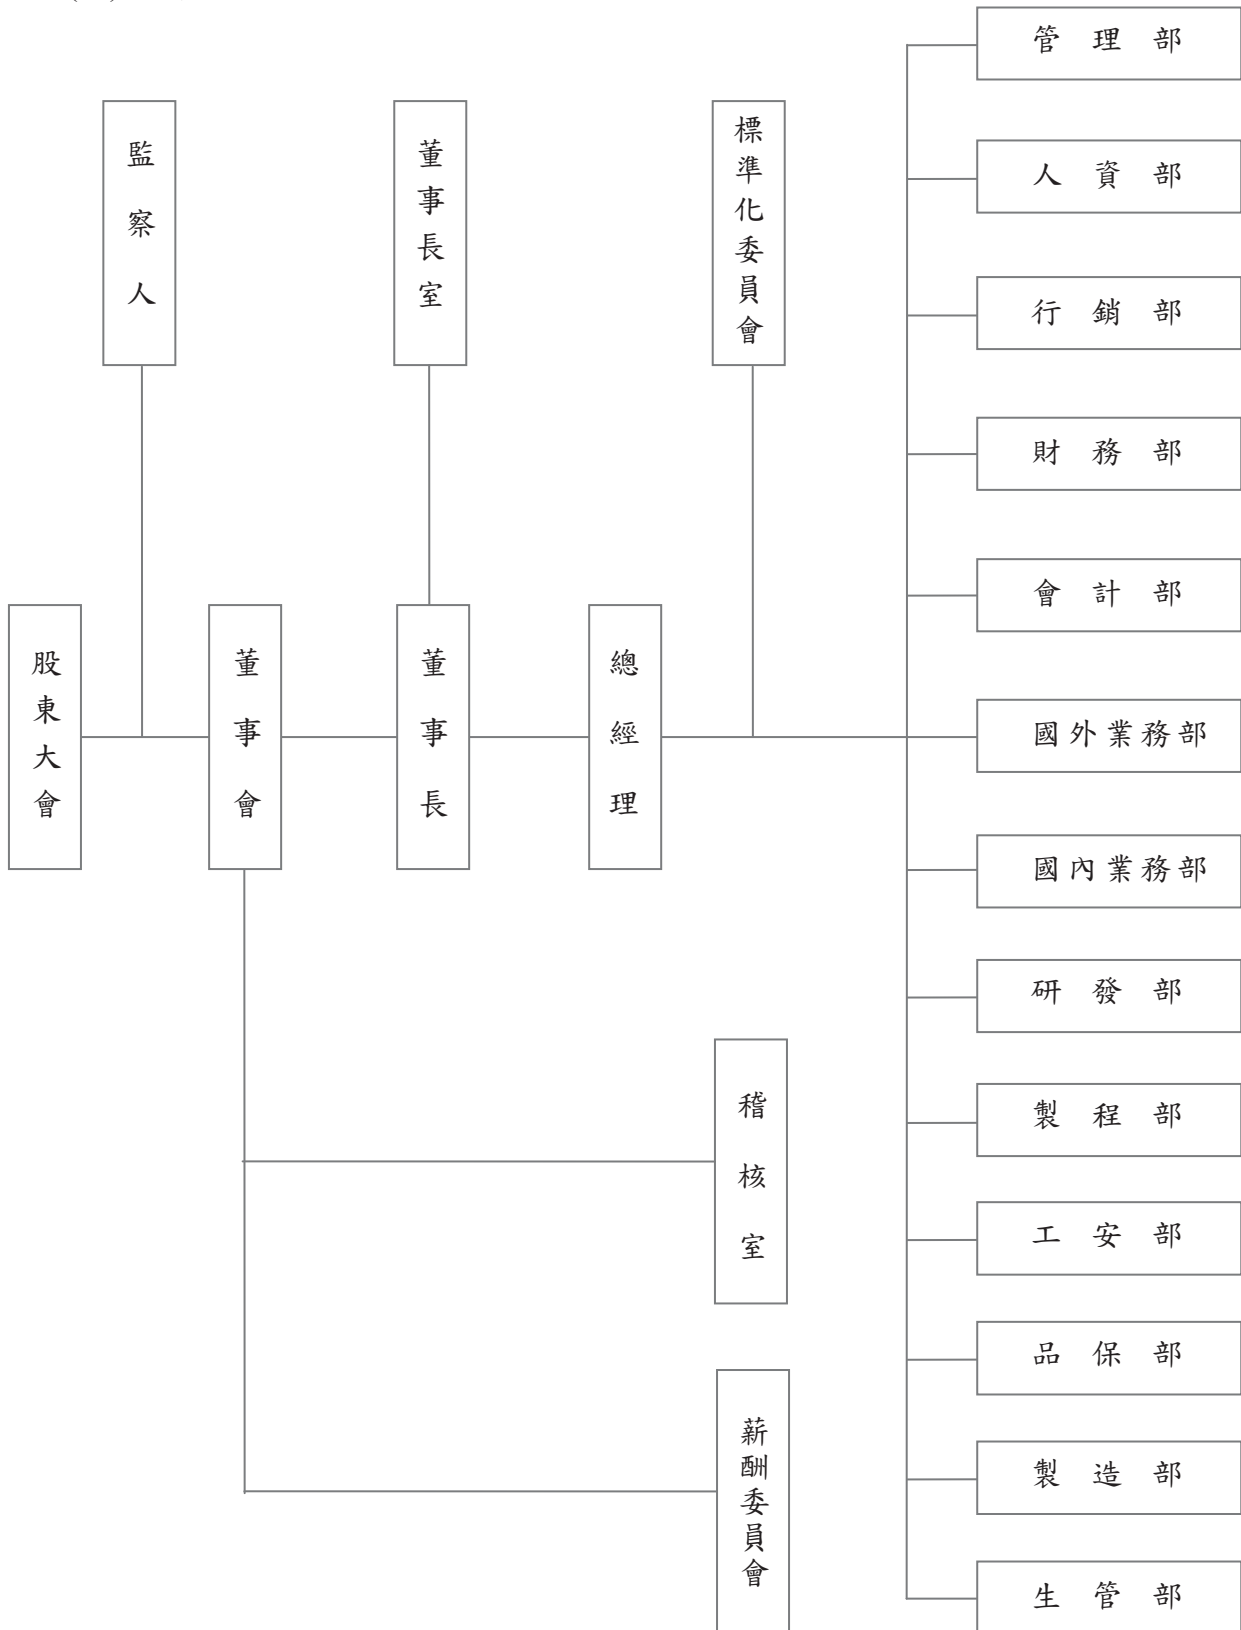 管理部
監察人
董事長室
標準化委員會
人資部
行銷部
財務部
會計部
股東大會
董事會
董事長
總經理
國外業務部
國內業務部
研發部
稽核室
製程部
工安部
品保部
薪酬委員會
製造部
生管部